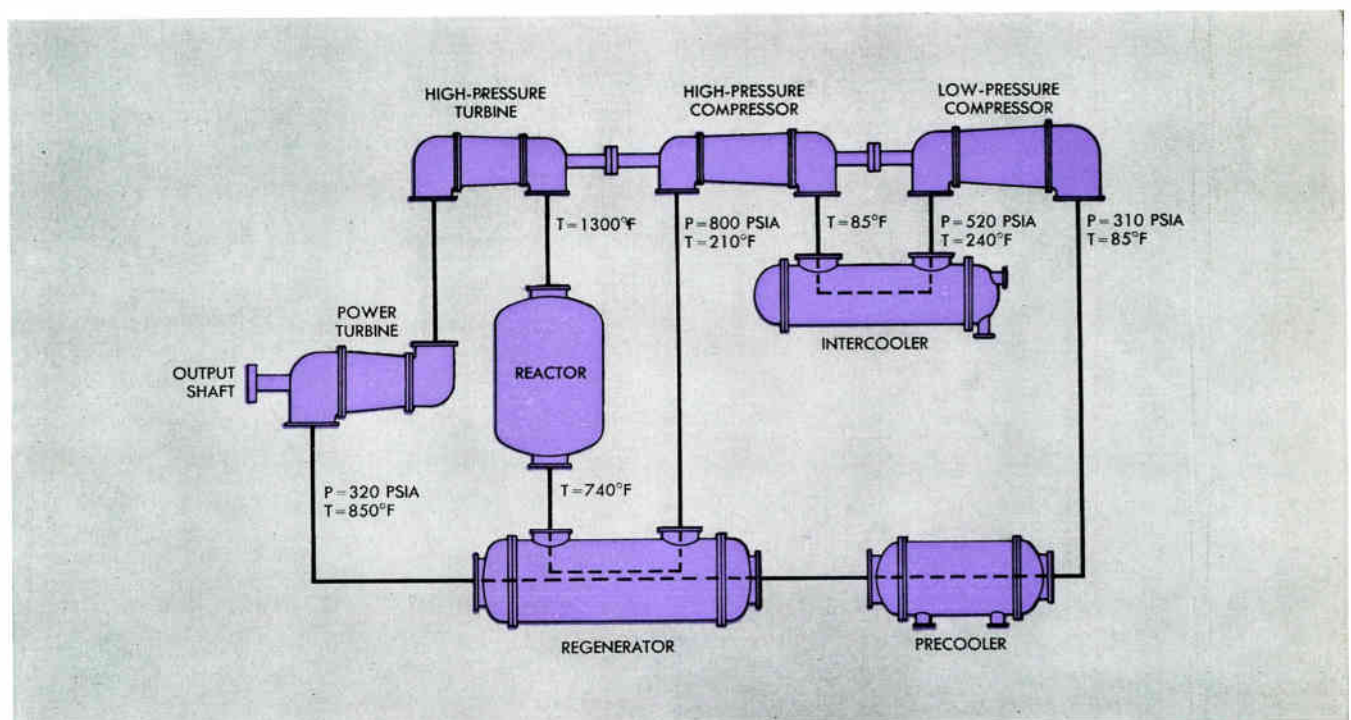 HIGH-PRESSURE
TURBINE
HIGH-PRESSURE
COMPRESSOR
LOW-PRESSURE
COMPRESSOR
T=1300°F
P=800 PSIA
T=210°F
T=85°F
P=520 PSIA
T=240°F
P=310 PSIA
T=85°F
POWER
TURBINE
INTERCOOLER
OUTPUT
SHAFT
REACTOR
P=320 PSIA
T=850°F
T=740°F
REGENERATOR
PRECOOLER